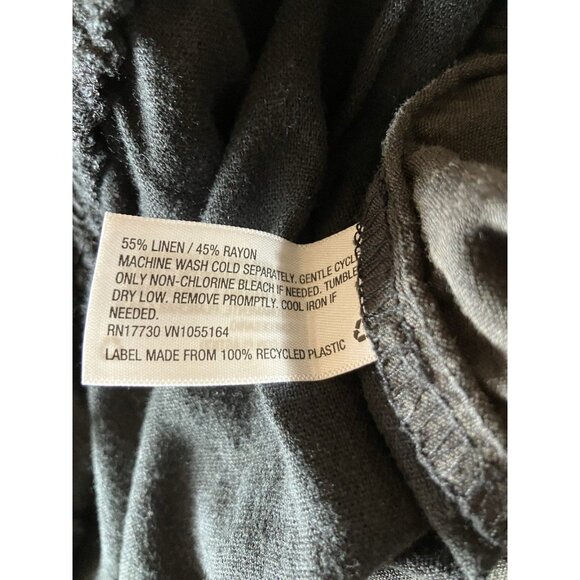 55% LINEN / 45% RAYON
MACHINE WASH COLD SEPARATELY. GENTLE CYCLE
ONLY NON-CHLORINE BLEACH IF NEEDED. TUMBLE
DRY LOW. REMOVE PROMPTLY. COOL IRON IF
NEEDED.
RN17730 VN1055164
LABEL MADE FROM 100% RECYCLED PLASTIC